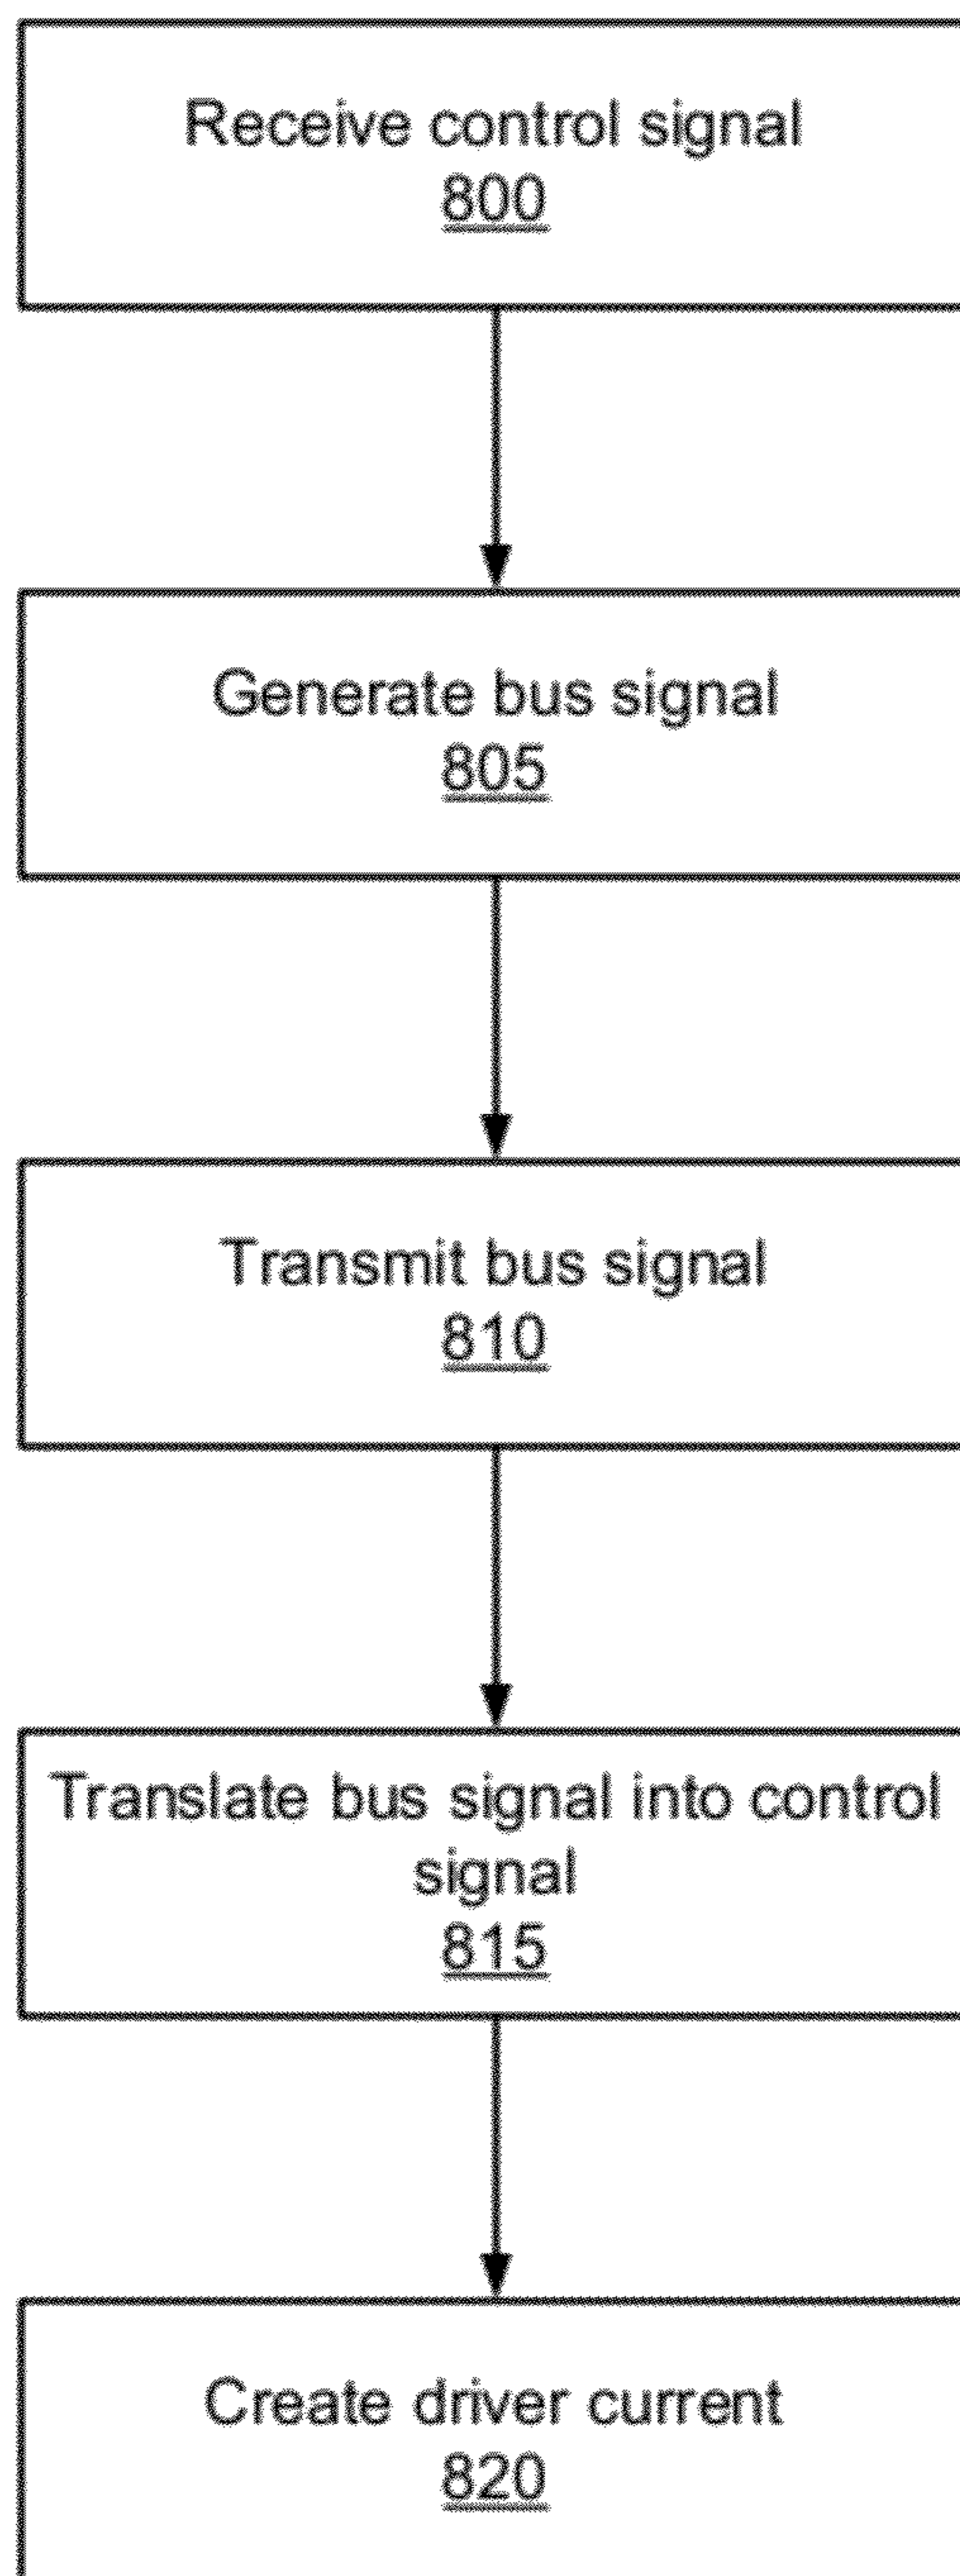 Receive control signal
800
Generate bus signal
805
Transmit bus signal
810
Translate bus signal into control
signal
815
Create driver current
820